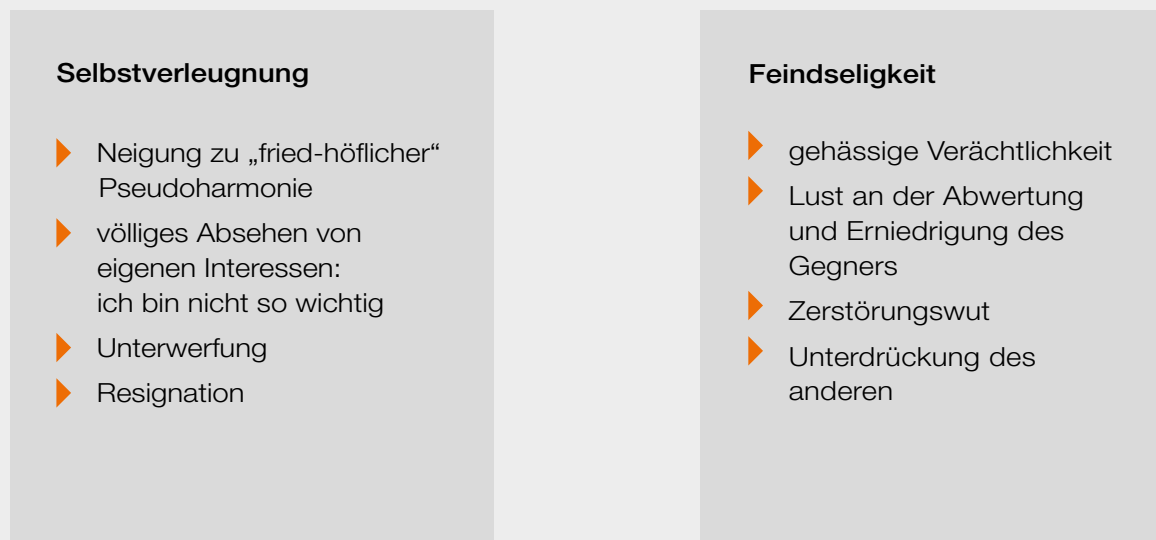 Selbstverleugnung
Neigung zu „fried-höflicher“
Pseudoharmonie
völliges Absehen von
eigenen Interessen:
ich bin nicht so wichtig
Unterwerfung
Resignation
Feindseligkeit
gehässige Verächtlichkeit
Lust an der Abwertung
und Erniedrigung des
Gegners
Zerstörungswut
Unterdrückung des
anderen